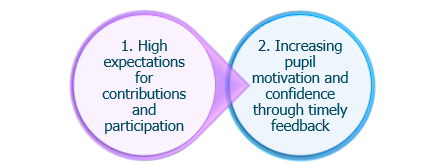 1. High
expectations
for
contributions
and
participation
2. Increasing
pupil
motivation and
confidence
through timely
feedback